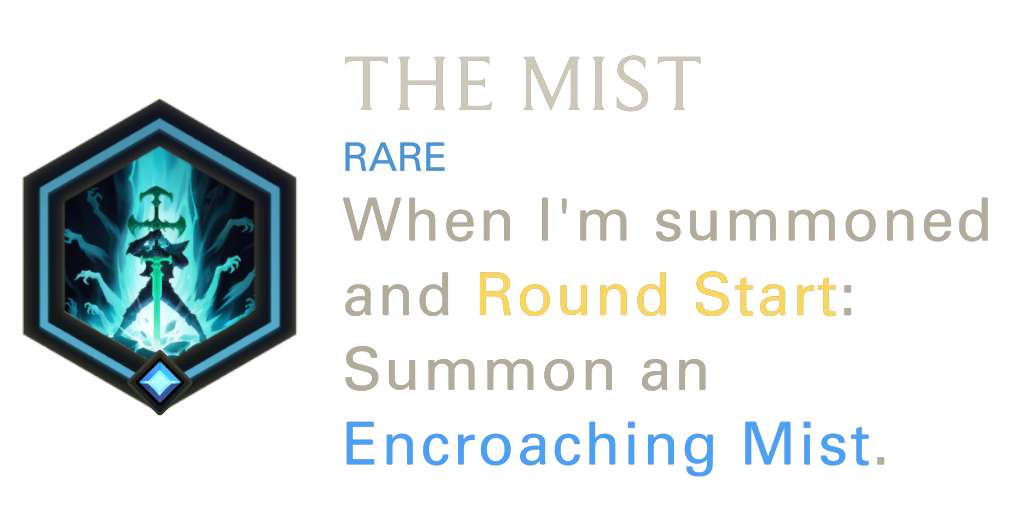 THE MIST
RARE
When I'm summoned
and Round Start:
Summon an
Encroaching Mist.